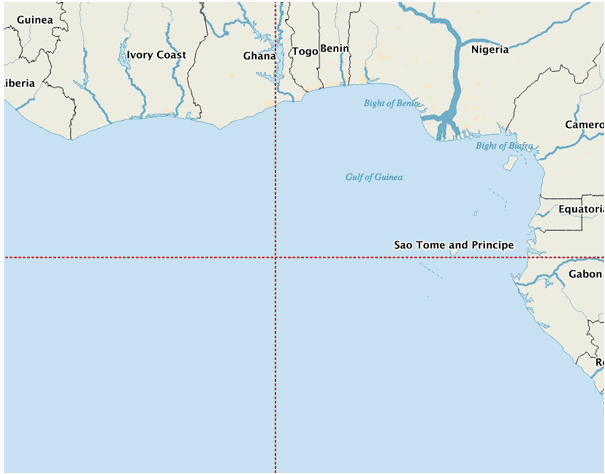 Guinea
Ivory Coast
Ghana
Togo
Benin
Nigeria
iberia
Bight of Benin
Camero
Bight of Biafra
Gulf of Guinea
Equatoria
Sao Tome and Principe
Gabon
R